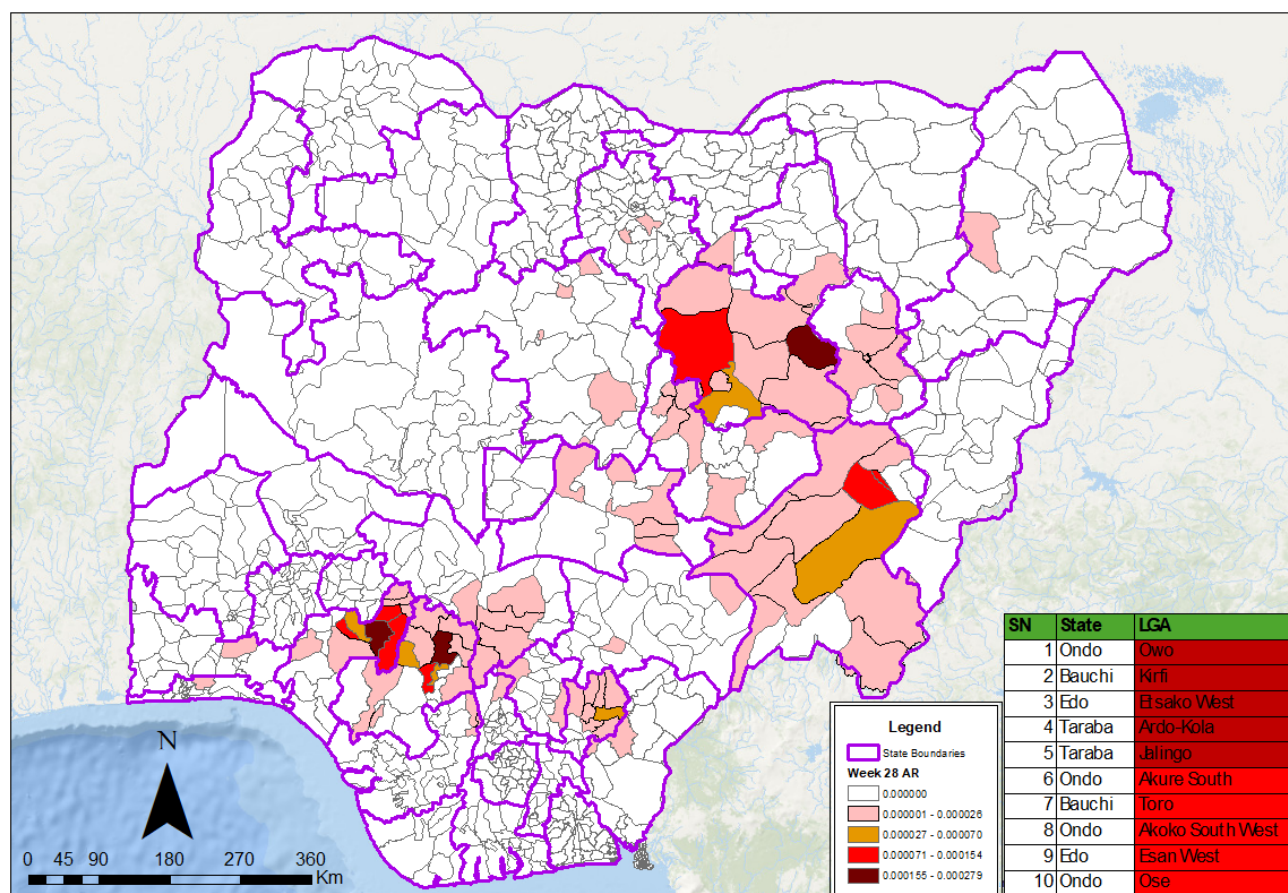 N
0 45 90 180 270 360
Km
Legend
State Boundaries
Week 28 AR
0.000000
0.000001 - 0.000026
0.000027 - 0.000070
0.000071 - 0.000154
0.000155 - 0.000279
SN State LGA
1 Ondo Owo
2 Bauchi Kirfi
3 Edo Etsako West
4 Taraba Ardo-Kola
5 Taraba Jalingo
6 Ondo Akure South
7 Bauchi Toro
8 Ondo Akoko South West
9 Edo Esan West
10 Ondo Ose